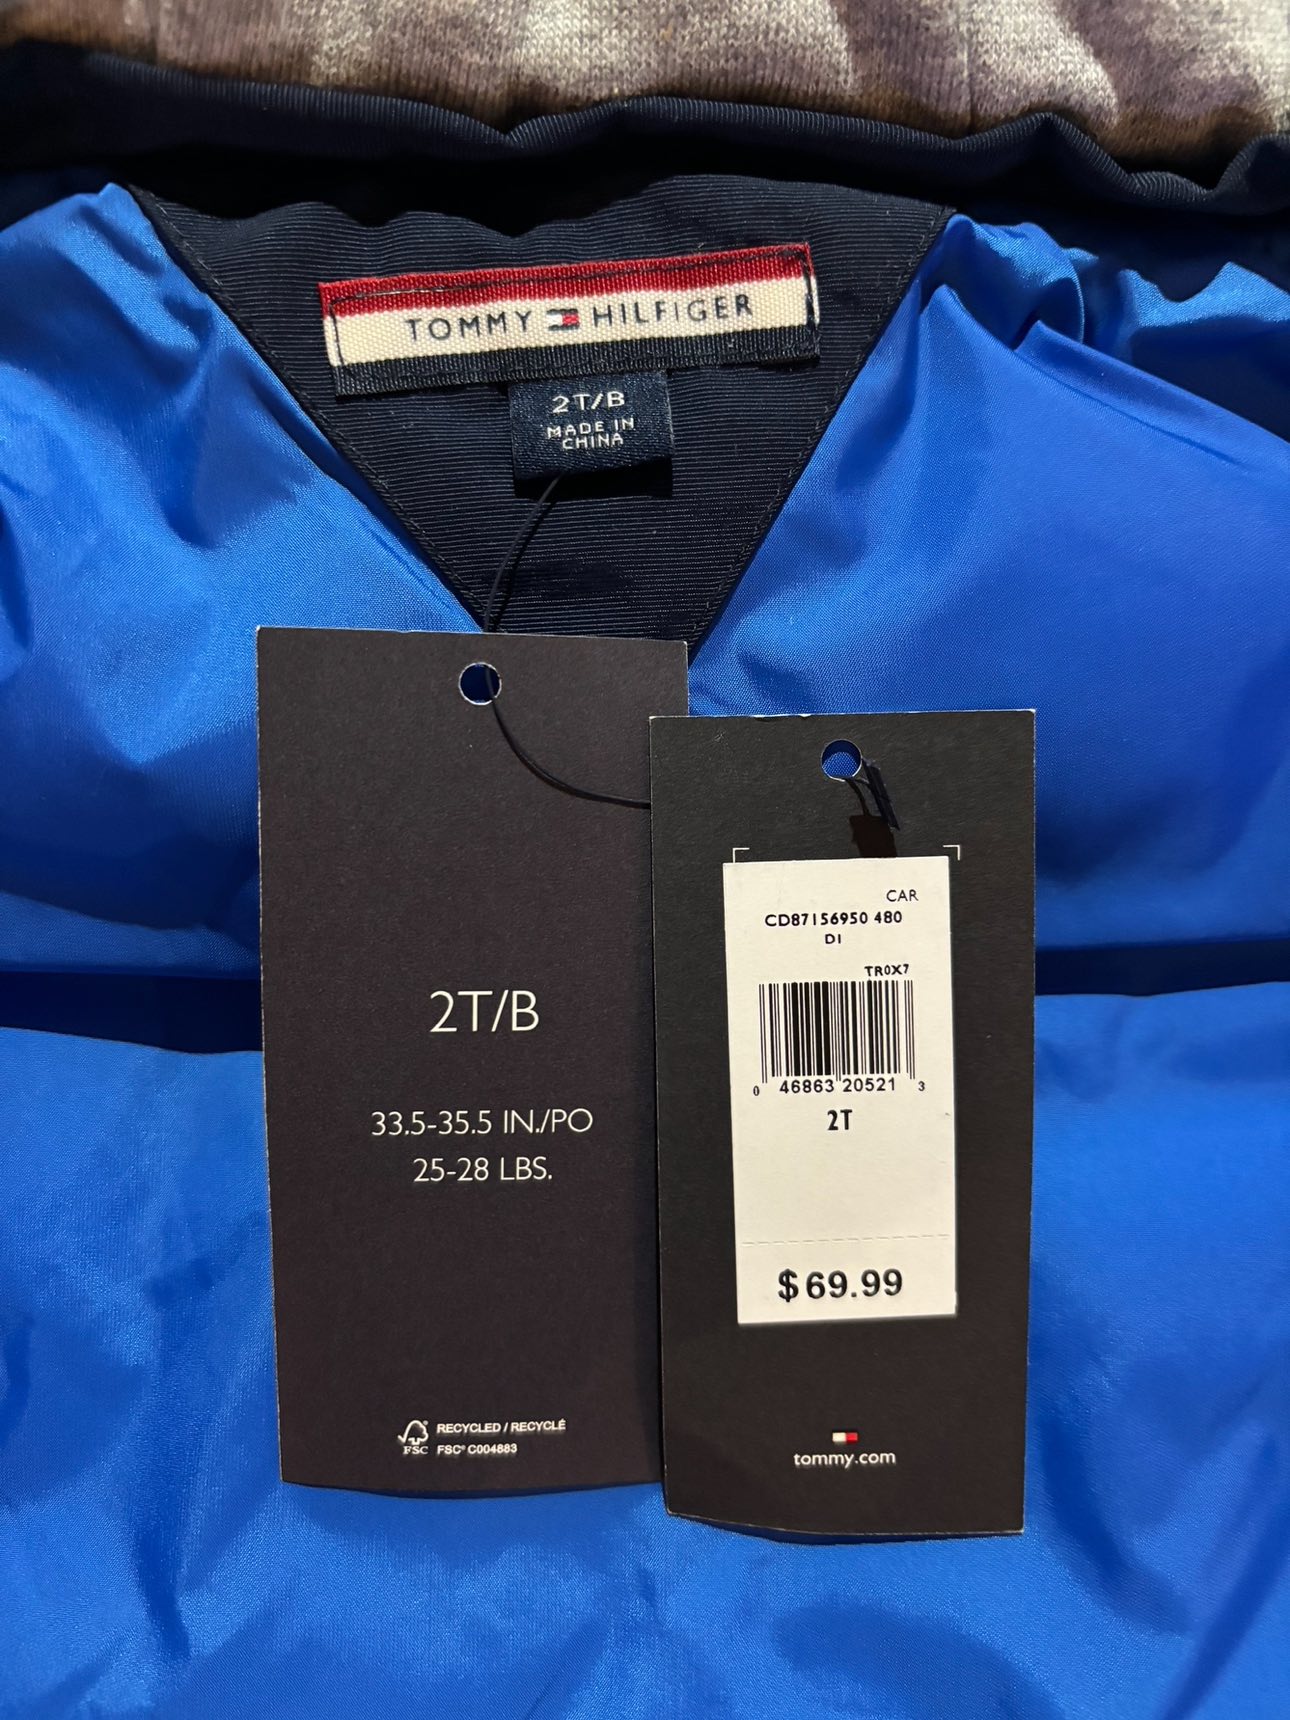 TOMMY HILFIGER
2T/B
MADE IN
CHINA
2T/B
33.5-35.5 IN./PO
25-28 LBS.
FSC
RECYCLED / RECYCLÉ
FSC® C004883
CAR
CD87156950 480
D1
TR0X7
0 46863 20521 3
2T
$69.99
tommy.com